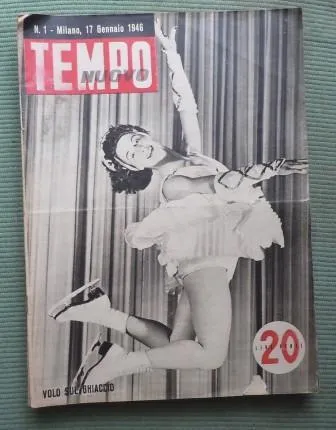 N. 1 - Milano, 17 Gennaio 1946
TEMPO
NUOVO
20
VOLO SUL GHIACCIO